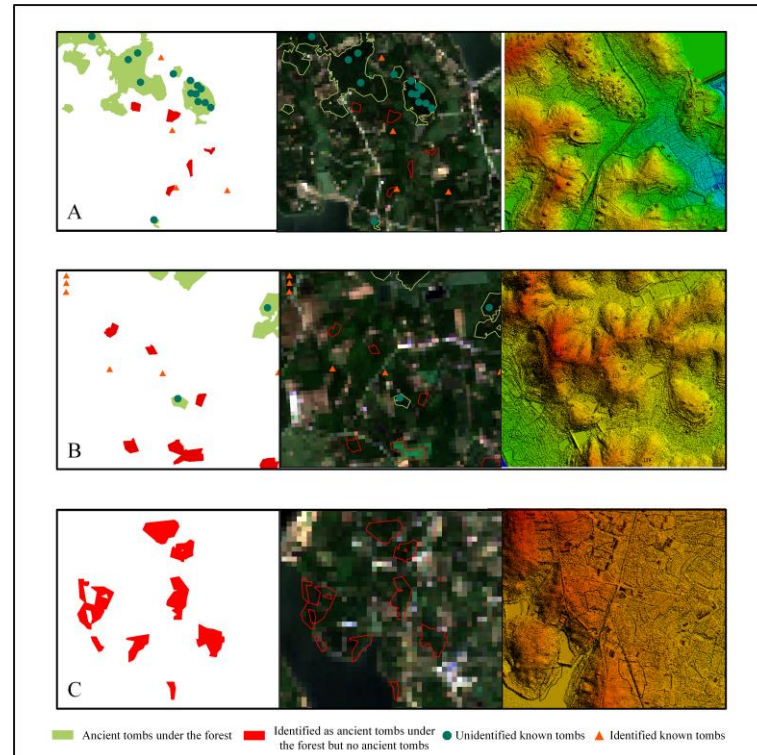 A
B
C
Ancient tombs under the forest
Identified as ancient tombs under
the forest but no ancient tombs
Unidentified known tombs
Identified known tombs